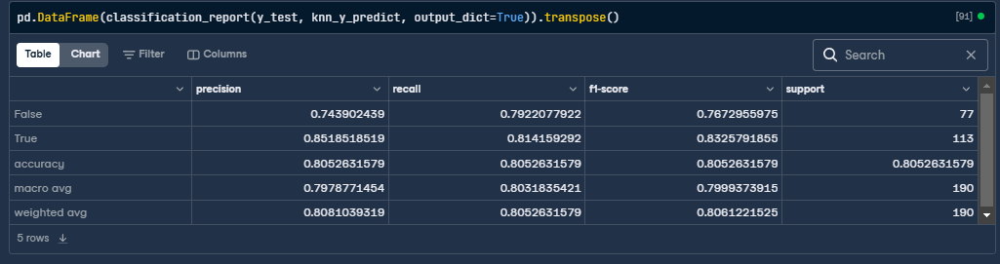 pd.DataFrame(classification_report(y_test, knn_y_predict, output_dict=True)).transpose() [91]
Table Chart Filter Columns Search
precision recall f1-score support
False 0.743902439 0.7922077922 0.7672955975 77
True 0.8518518519 0.814159292 0.8325791855 113
accuracy 0.8052631579 0.8052631579 0.8052631579 0.8052631579
macro avg 0.7978771454 0.8031835421 0.7999373915 190
weighted avg 0.8081039319 0.8052631579 0.8061221525 190
5 rows